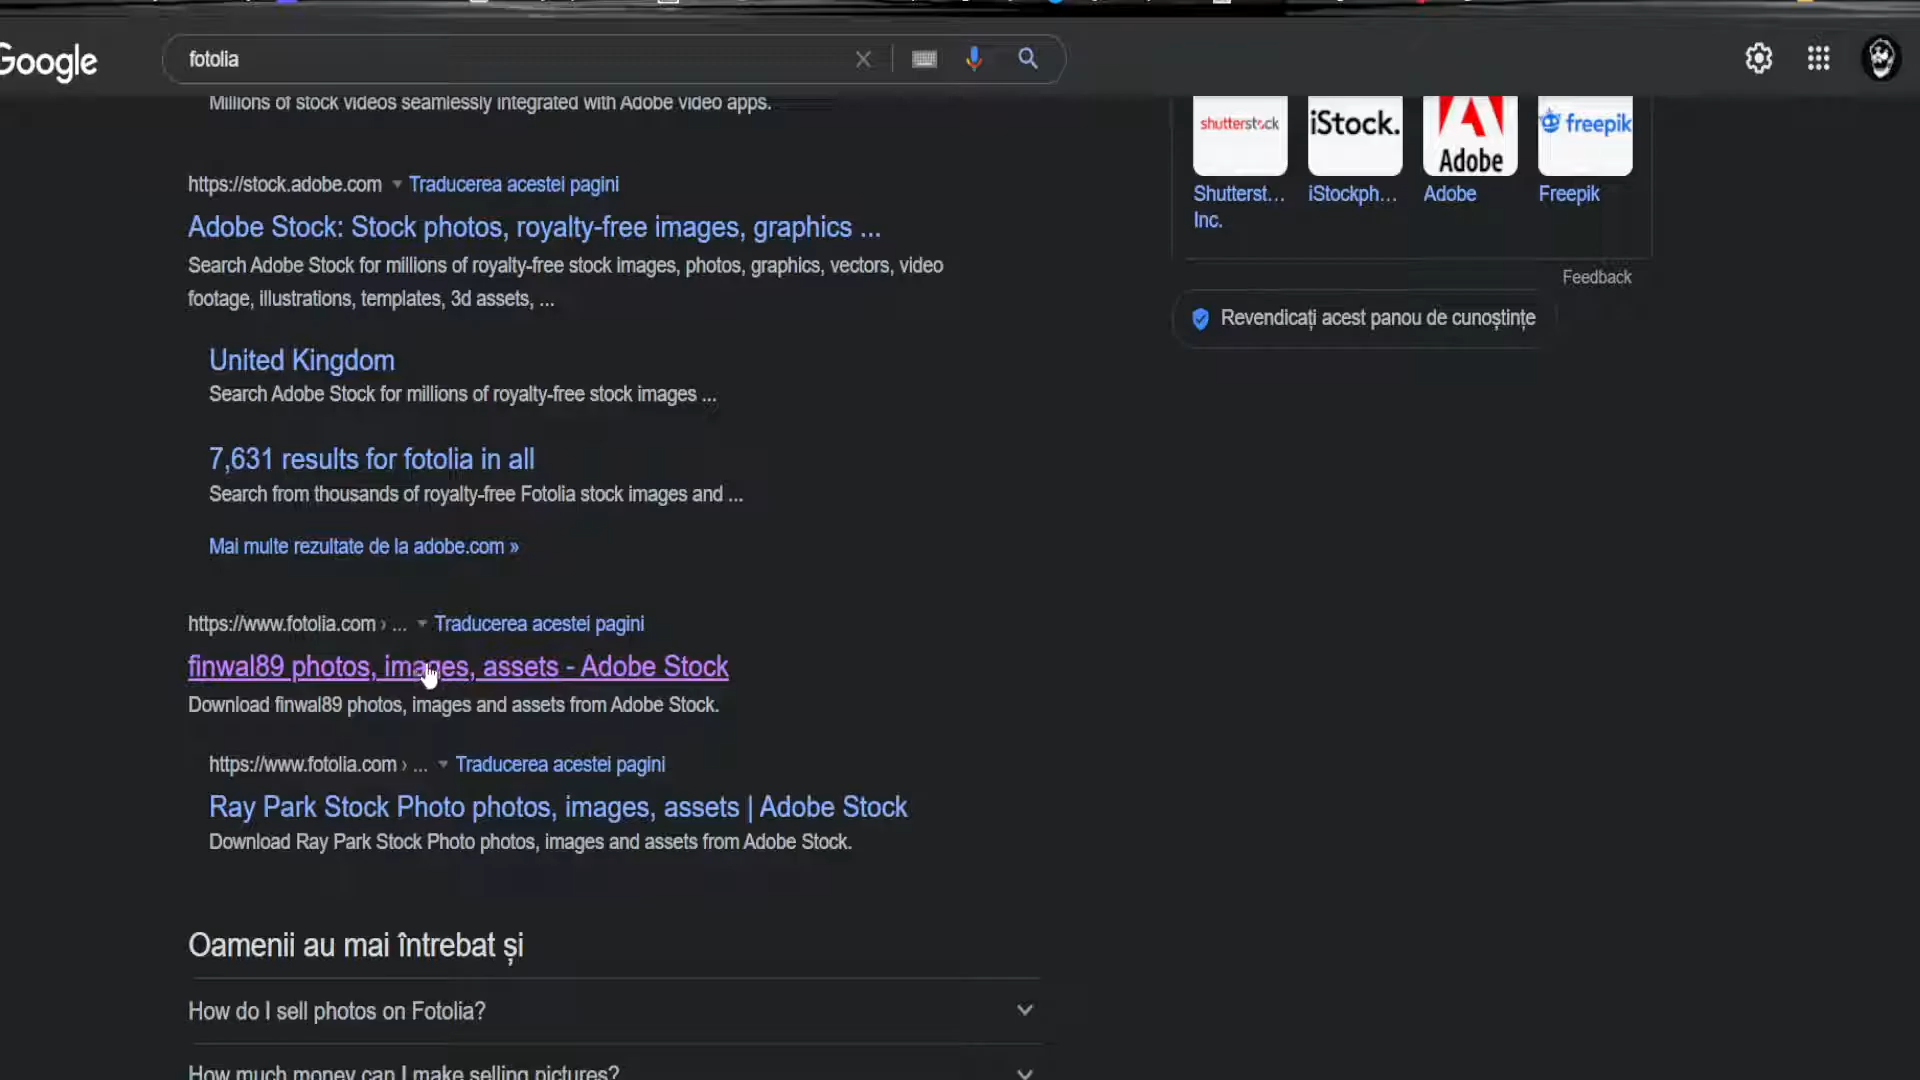 Google
fotolia
Millions of stock videos seamlessly integrated with Adobe video apps.
https://stock.adobe.com Traducerea acestei pagini
Adobe Stock: Stock photos, royalty-free images, graphics ...
Search Adobe Stock for millions of royalty-free stock images, photos, graphics, vectors, video
footage, illustrations, templates, 3d assets, ...
United Kingdom
Search Adobe Stock for millions of royalty-free stock images ...
7,631 results for fotolia in all
Search from thousands of royalty-free Fotolia stock images and ...
Mai multe rezultate de la adobe.com »
https://www.fotolia.com › ... Traducerea acestei pagini
finwal89 photos, images, assets - Adobe Stock
Download finwal89 photos, images and assets from Adobe Stock.
https://www.fotolia.com › ... Traducerea acestei pagini
Ray Park Stock Photo photos, images, assets | Adobe Stock
Download Ray Park Stock Photo photos, images and assets from Adobe Stock.
Oamenii au mai întrebat și
How do I sell photos on Fotolia?
How much money can I make selling pictures?
shutterstock iStock. Adobe freepik
Shutterst... iStockph... Adobe Freepik
Inc.
Feedback
Revendicați acest panou de cunoștințe